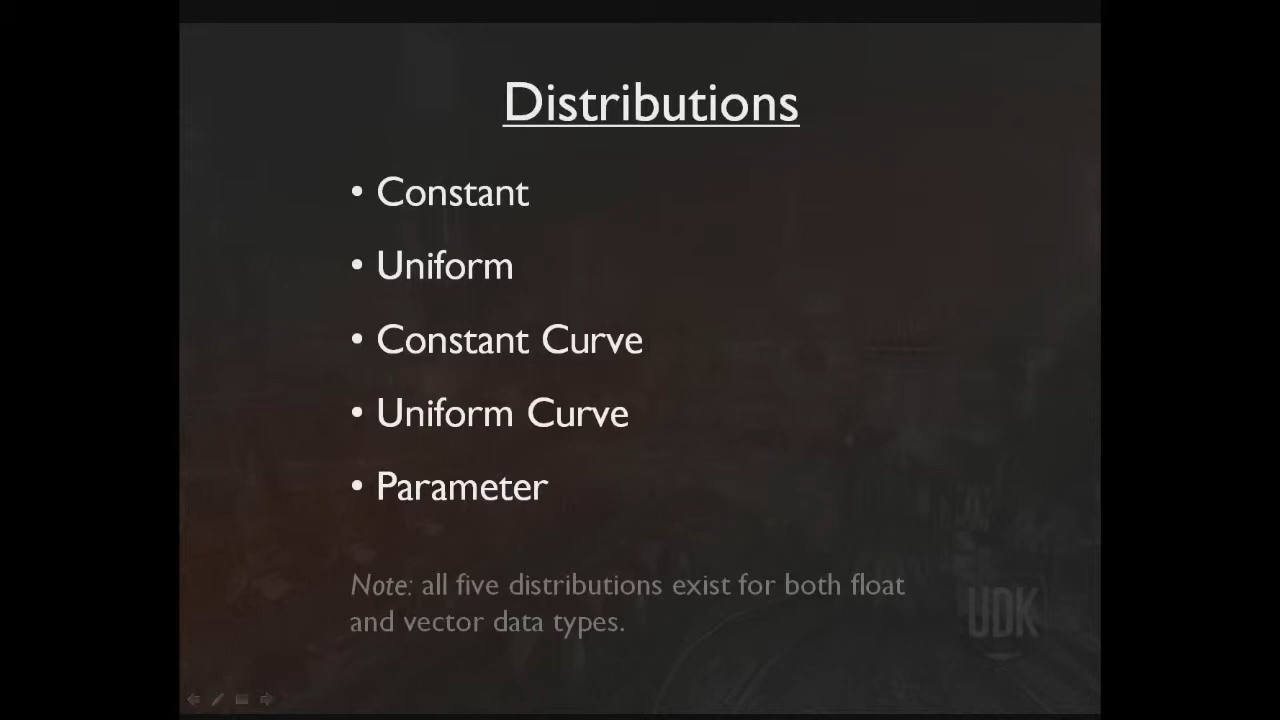 Distributions
• Constant
• Uniform
• Constant Curve
• Uniform Curve
• Parameter
Note: all five distributions exist for both float
and vector data types.
UDK